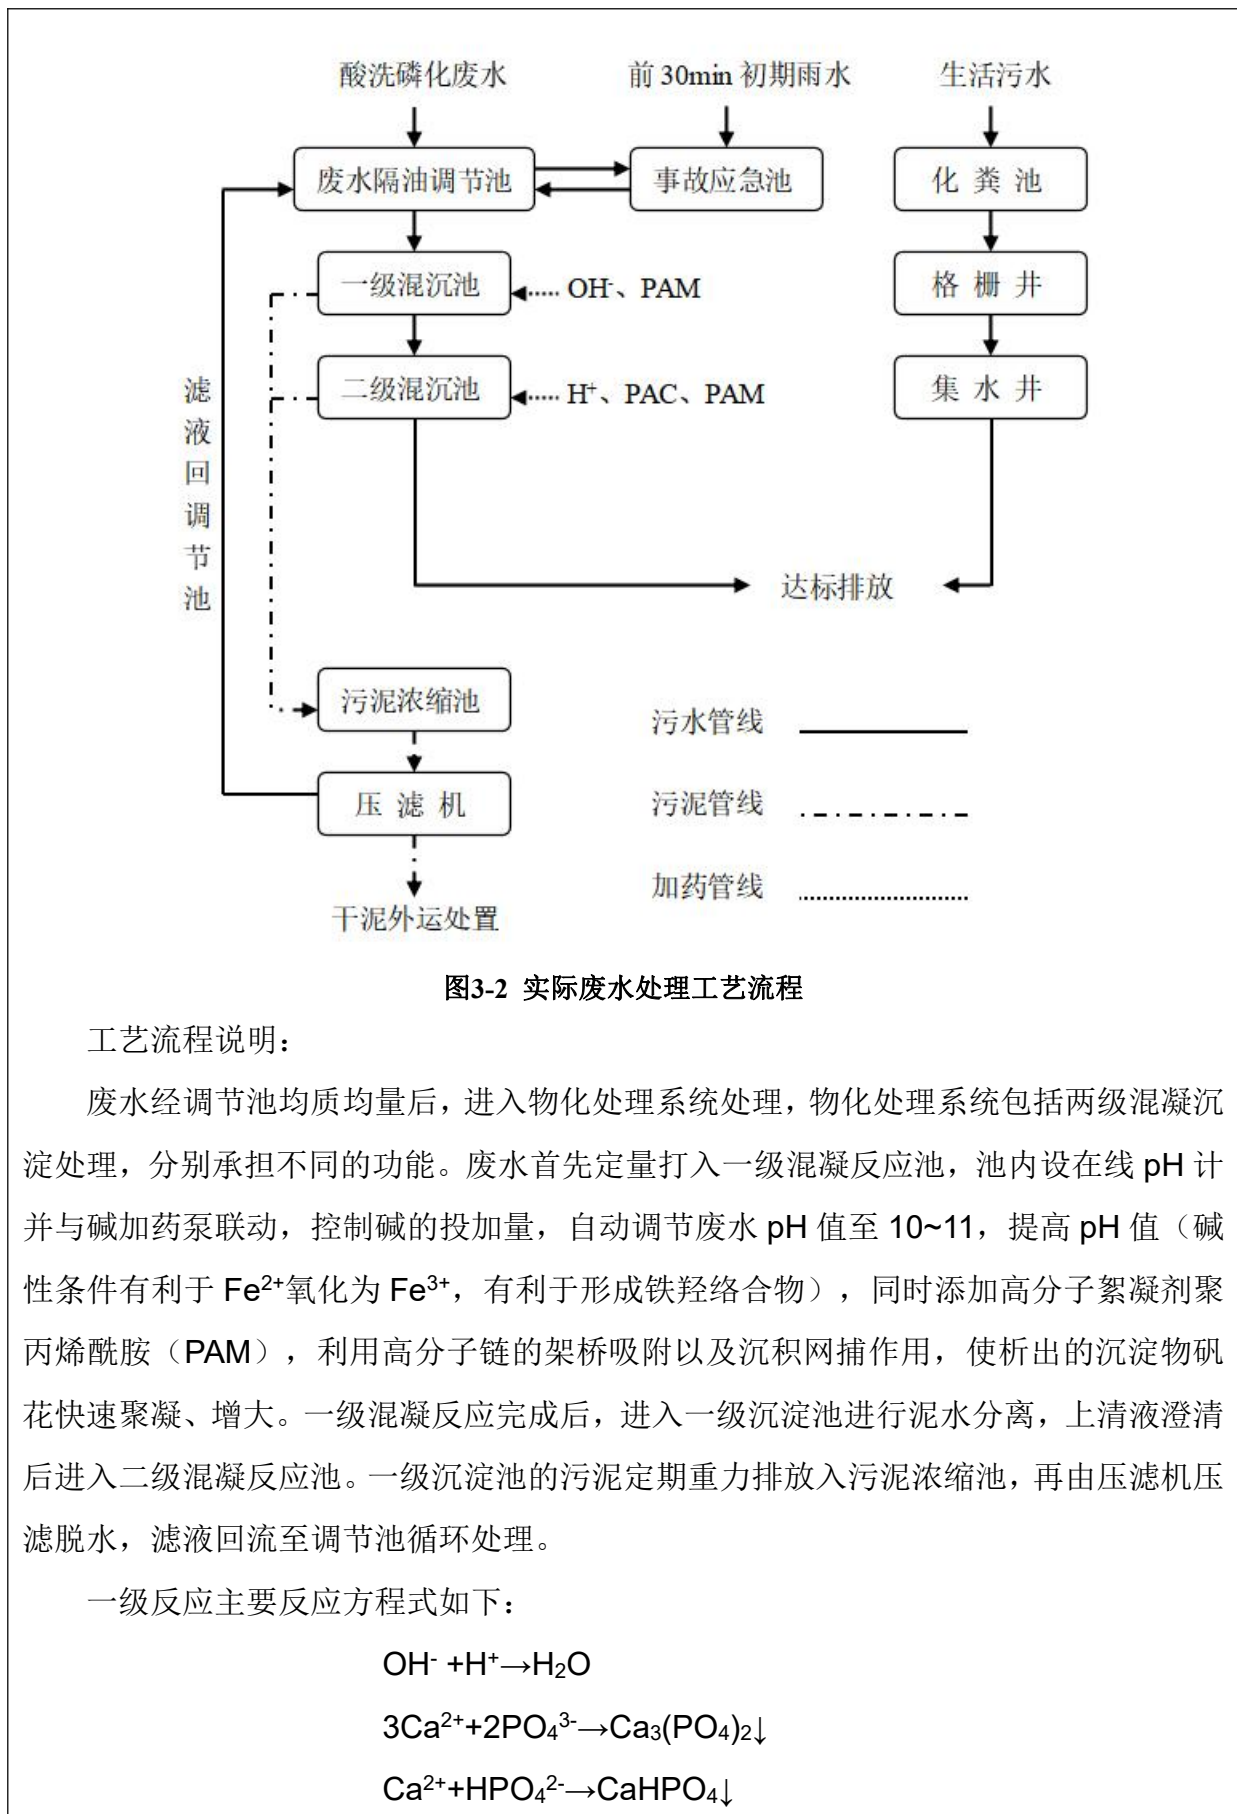 酸洗磷化废水
前 30min 初期雨水
生活污水
废水隔油调节池
事故应急池
化 粪 池
一级混沉池
OH-、PAM
格 栅 井
二级混沉池
H+、PAC、PAM
集 水 井
滤液回调节池
达标排放
污泥浓缩池
污水管线
压 滤 机
污泥管线
加药管线
干泥外运处置
图3-2 实际废水处理工艺流程
工艺流程说明：
废水经调节池均质均量后，进入物化处理系统处理，物化处理系统包括两级混凝沉
淀处理，分别承担不同的功能。废水首先定量打入一级混凝反应池，池内设在线 pH 计
并与碱加药泵联动，控制碱的投加量，自动调节废水 pH 值至 10~11，提高 pH 值（碱
性条件有利于 Fe²⁺氧化为 Fe³⁺，有利于形成铁羟络合物），同时添加高分子絮凝剂聚
丙烯酰胺（PAM），利用高分子链的架桥吸附以及沉积网捕作用，使析出的沉淀物矾
花快速聚凝、增大。一级混凝反应完成后，进入一级沉淀池进行泥水分离，上清液澄清
后进入二级混凝反应池。一级沉淀池的污泥定期重力排放入污泥浓缩池，再由压滤机压
滤脱水，滤液回流至调节池循环处理。
一级反应主要反应方程式如下：
OH⁻ +H⁺→H₂O
3Ca²⁺+2PO₄³⁻→Ca₃(PO₄)₂↓
Ca²⁺+HPO₄²⁻→CaHPO₄↓